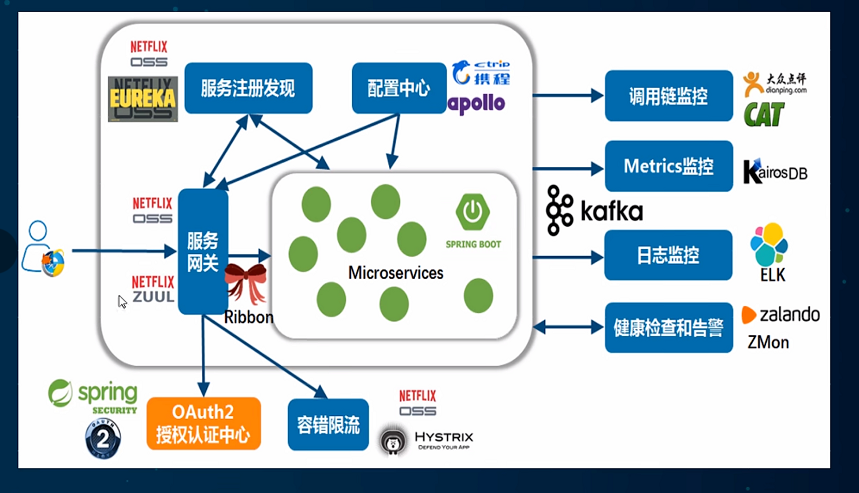 NETFLIX
OSS
NETFLIX
EUREKA
OSS
服务注册发现
配置中心
ctrip
携程
apollo
调用链监控
大众点评
dianping.com
CAT
Metrics监控
KairosDB
kafka
NETFLIX
OSS
服务
网关
SPRING BOOT
Microservices
日志监控
ELK
NETFLIX
ZUUL
Ribbon
健康检查和告警
zalando
ZMon
spring
SECURITY
2
OAuth2
授权认证中心
容错限流
NETFLIX
OSS
HYSTRIX
DEFEND YOUR APP